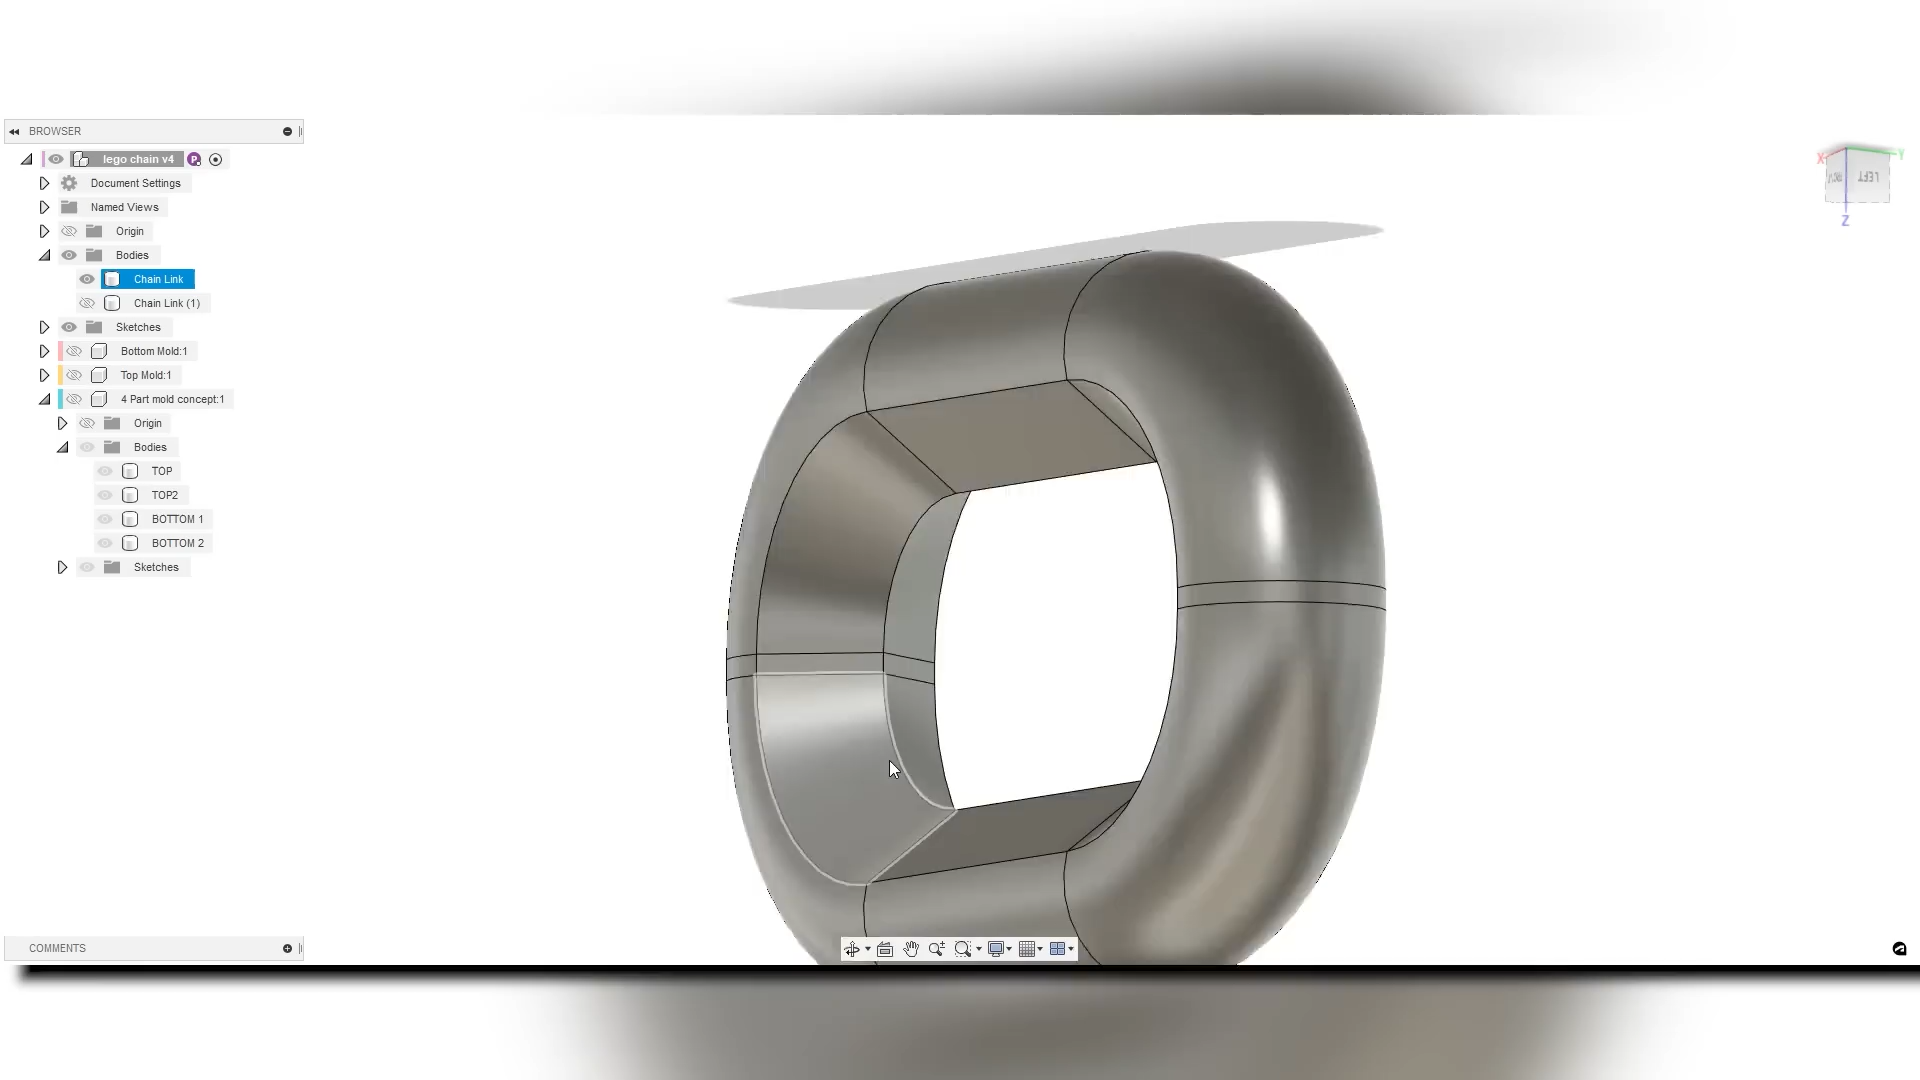 BROWSER
lego chain v4
Document Settings
Named Views
Origin
Bodies
Chain Link
Chain Link (1)
Sketches
Bottom Mold:1
Top Mold:1
4 Part mold concept:1
Origin
Bodies
TOP
TOP2
BOTTOM 1
BOTTOM 2
Sketches
COMMENTS
X
Y
LEFT
Z